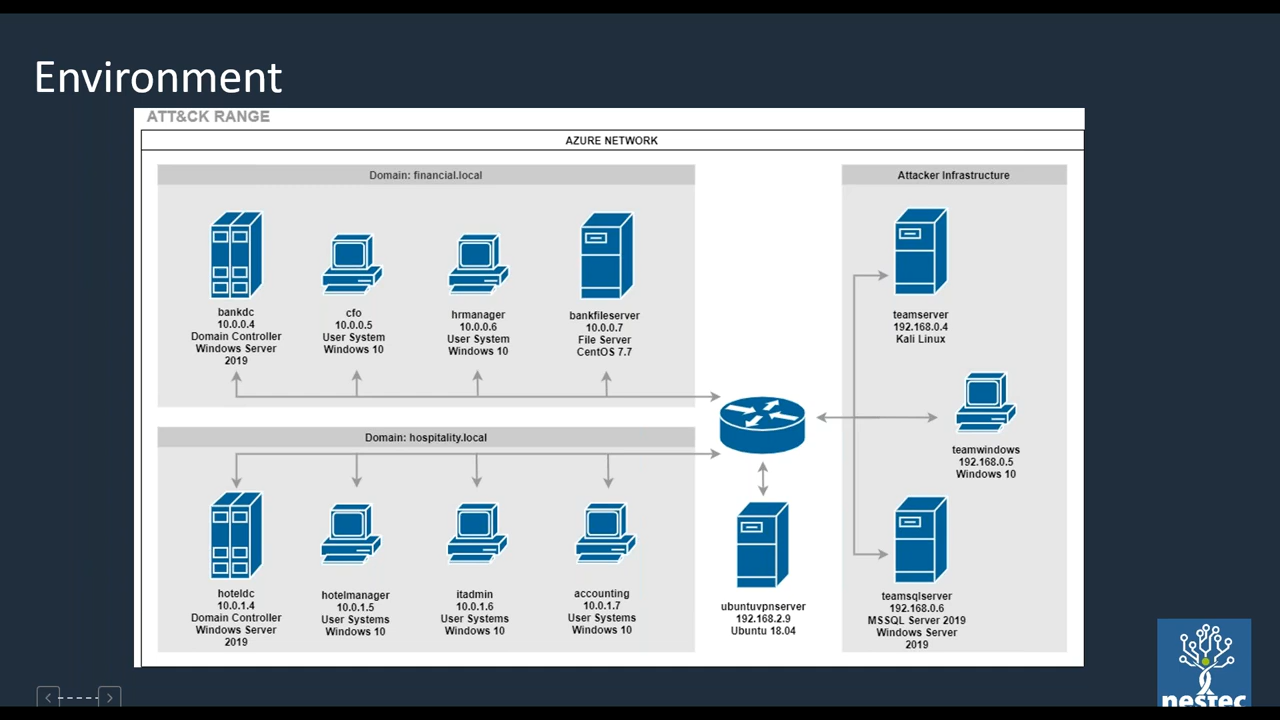 Environment
ATT&CK RANGE
AZURE NETWORK
Domain: financial.local
bankdc
10.0.0.4
Domain Controller
Windows Server
2019
cfo
10.0.0.5
User System
Windows 10
hrmanager
10.0.0.6
User System
Windows 10
bankfileserver
10.0.0.7
File Server
CentOS 7.7
Domain: hospitality.local
hoteldc
10.0.1.4
Domain Controller
Windows Server
2019
hotelmanager
10.0.1.5
User Systems
Windows 10
itadmin
10.0.1.6
User Systems
Windows 10
accounting
10.0.1.7
User Systems
Windows 10
ubuntuvpnserver
192.168.2.9
Ubuntu 18.04
Attacker Infrastructure
teamserver
192.168.0.4
Kali Linux
teamwindows
192.168.0.5
Windows 10
teamsqlserver
192.168.0.6
MSSQL Server 2019
Windows Server
2019
nestec